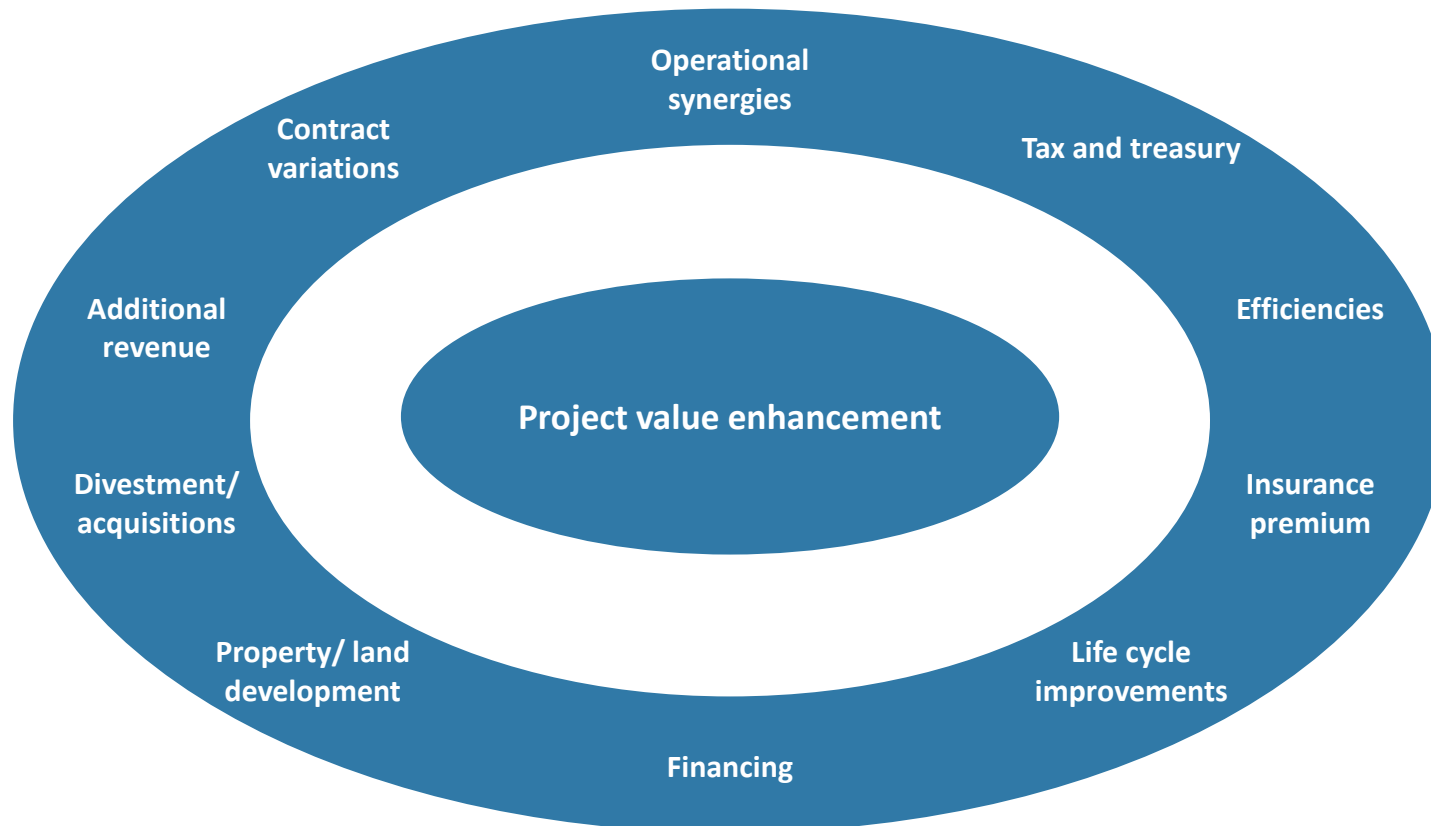 Operational
synergies
Contract
variations
Tax and treasury
Additional
revenue
Efficiencies
Project value enhancement
Divestment/
acquisitions
Insurance
premium
Property/ land
development
Life cycle
improvements
Financing